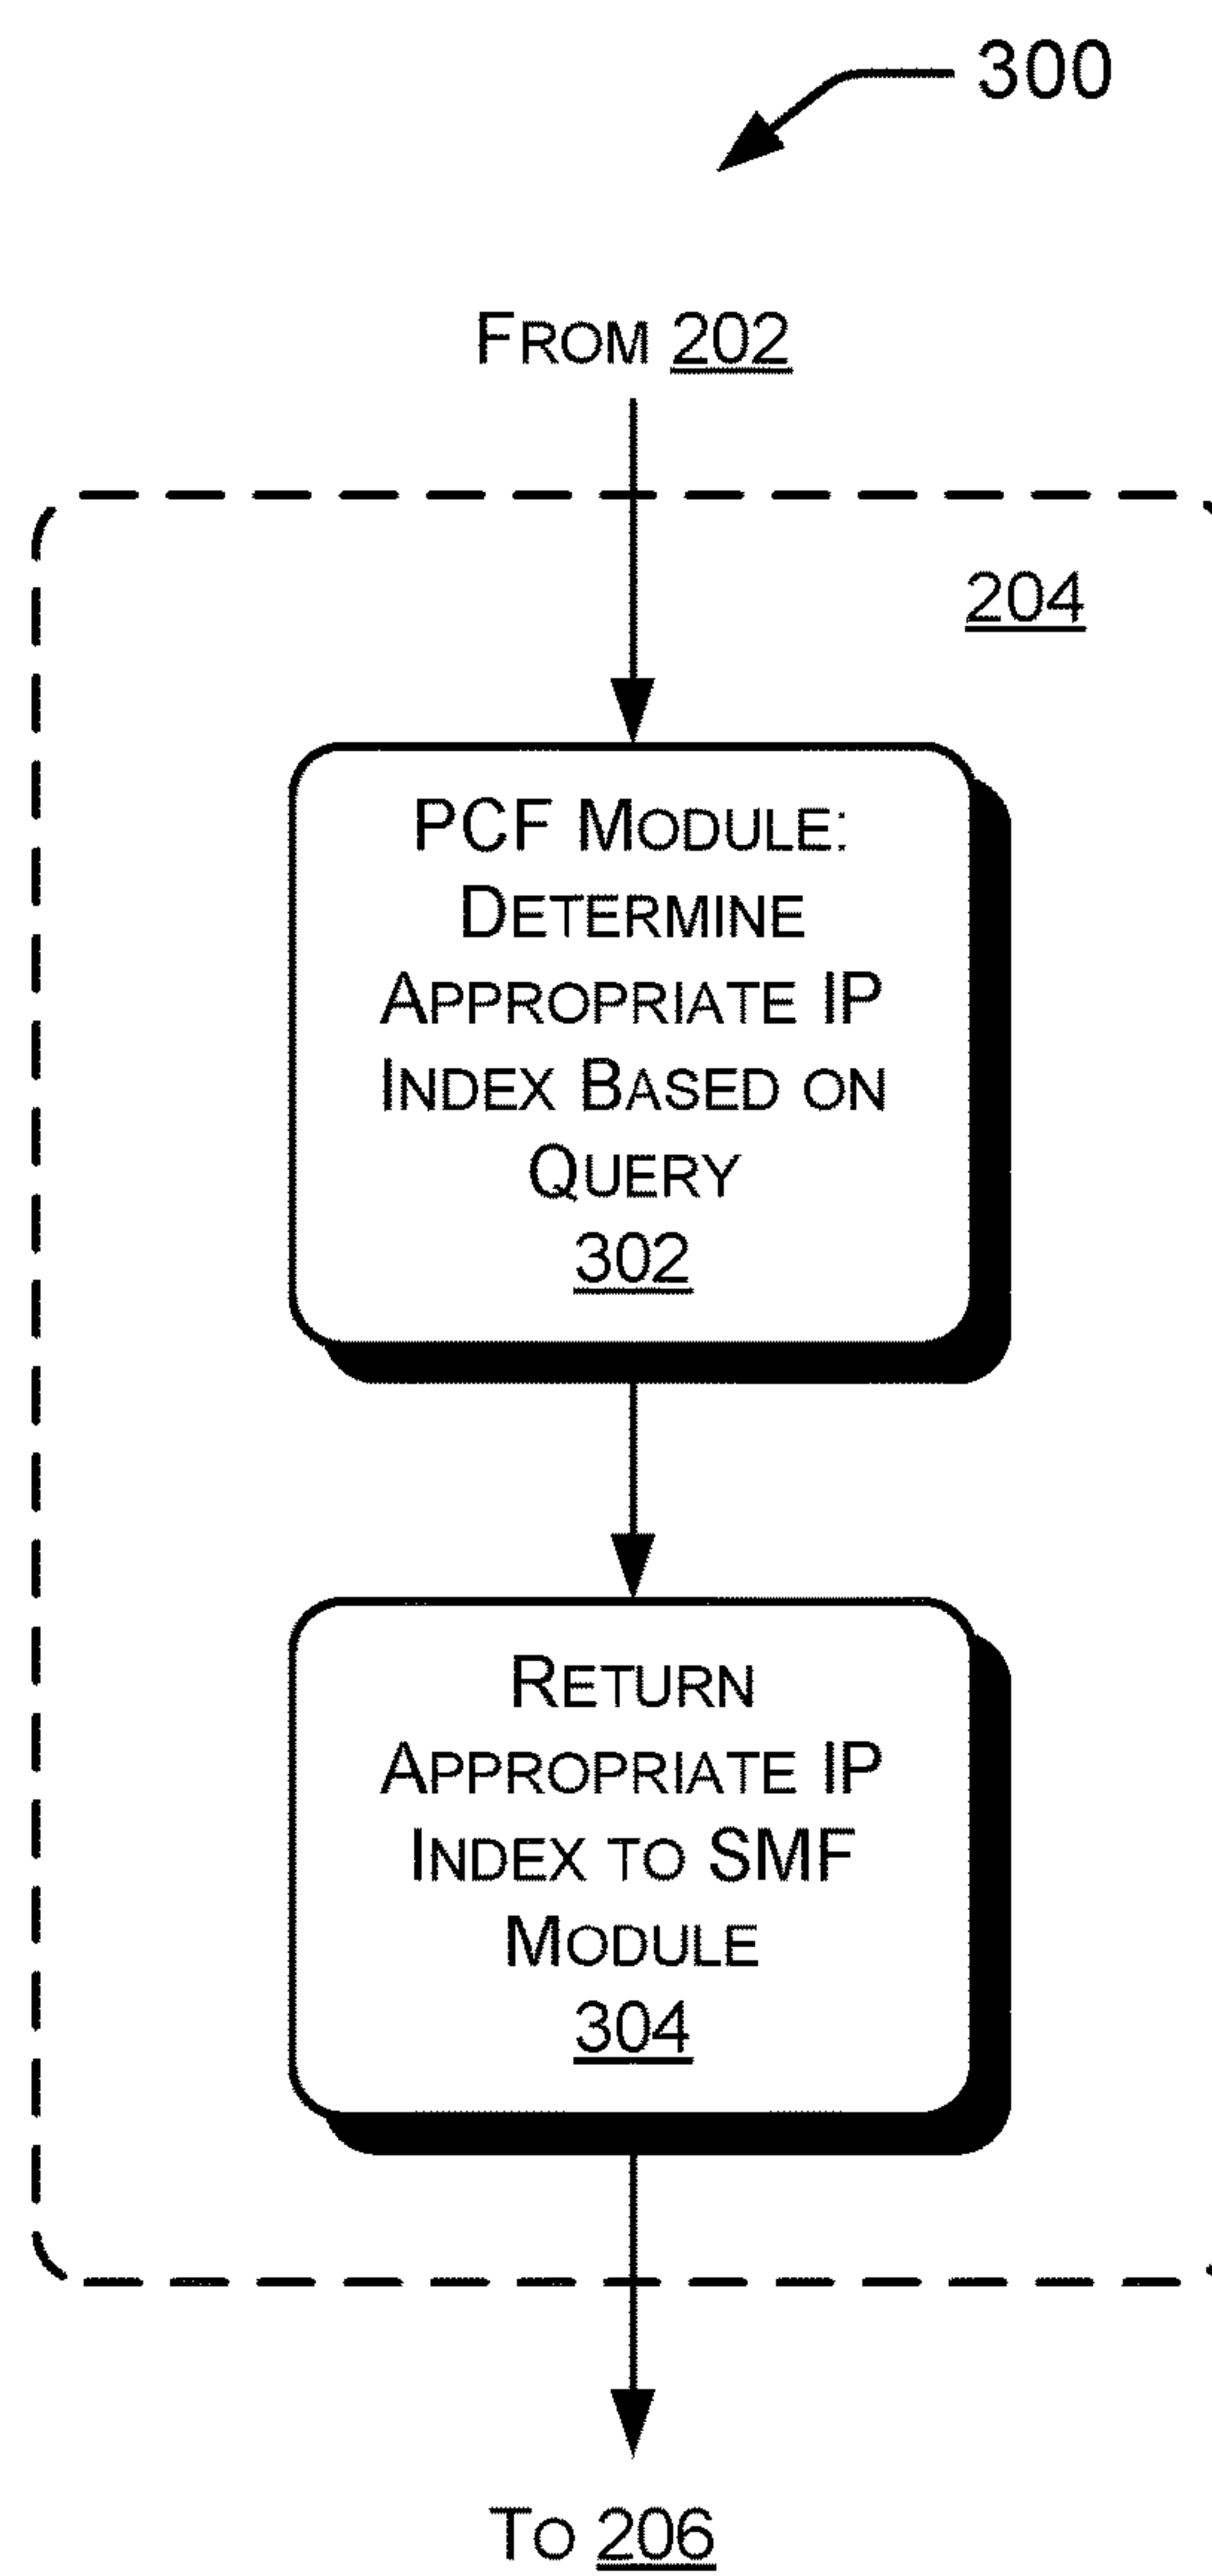 300
FROM 202
204
PCF MODULE:
DETERMINE
APPROPRIATE IP
INDEX BASED ON
QUERY
302
RETURN
APPROPRIATE IP
INDEX TO SMF
MODULE
304
TO 206